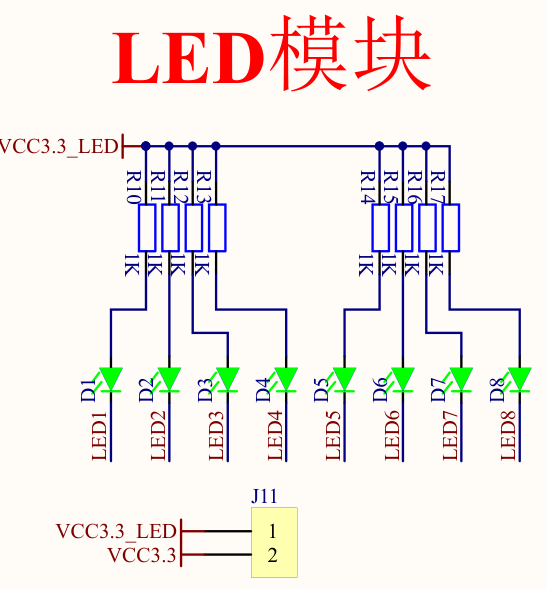 LED模块
VCC3.3_LED
R10 R11 R12 R13 R14 R15 R16 R17
1K 1K 1K 1K 1K 1K 1K 1K
D1 D2 D3 D4 D5 D6 D7 D8
LED1 LED2 LED3 LED4 LED5 LED6 LED7 LED8
J11
VCC3.3_LED 1
VCC3.3 2